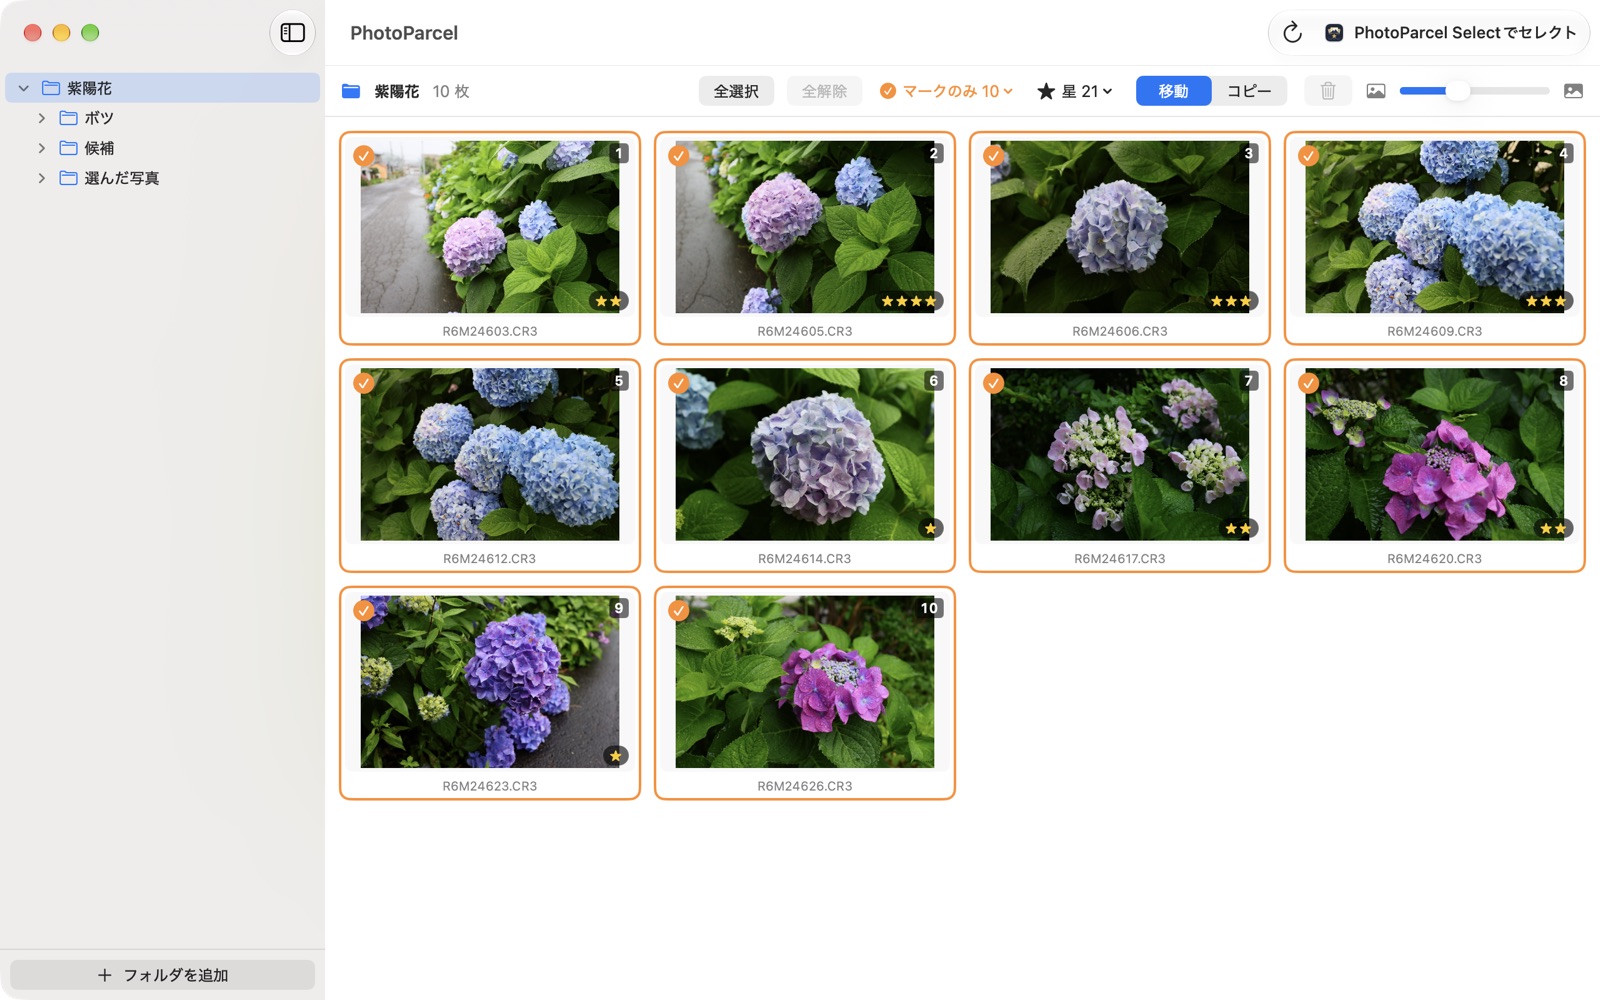 PhotoParcel
PhotoParcel Selectでセレクト
紫陽花
ボツ
候補
選んだ写真
フォルダを追加
紫陽花 10 枚
全選択
全解除
マークのみ 10
星 21
移動
コピー
1
R6M24603.CR3
2
R6M24605.CR3
3
R6M24606.CR3
4
R6M24609.CR3
5
R6M24612.CR3
6
R6M24614.CR3
7
R6M24617.CR3
8
R6M24620.CR3
9
R6M24623.CR3
10
R6M24626.CR3